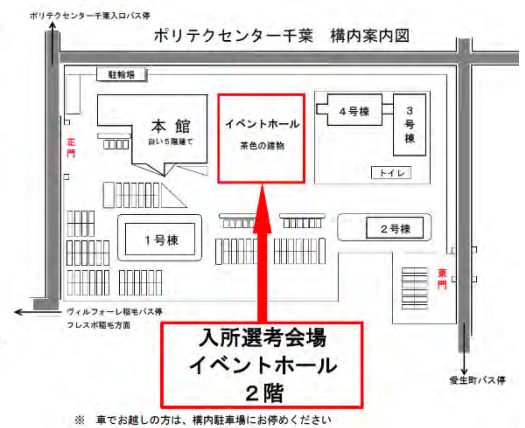 ポリテクセンター千葉入口バス停
ポリテクセンター千葉 構内案内図
駐輪場
本館
白い5階建て
イベントホール
茶色の建物
4号棟
3号棟
トイレ
正門
1号棟
2号棟
東門
ヴィルフォーレ稲毛バス停
フレスポ稲毛方面
入所選考会場
イベントホール
2階
愛生町バス停
※ 車でお越しの方は、構内駐車場にお停めください